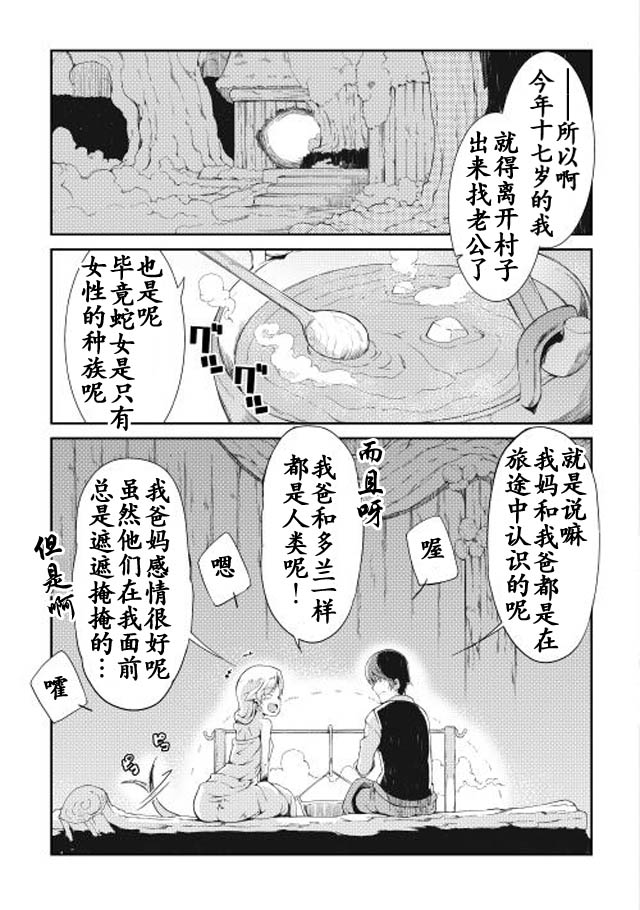 ——所以啊
今年十七岁的我
就得离开村子
出来找老公了
也是呢
毕竟蛇女是只有
女性的种族呢
グ゙
グ゙
就是说嘛
我妈和我爸都是在
旅途中认识的呢
喔
而且呀
我爸和多兰一样
都是人类呢！
嗯
我爸妈感情很好呢
虽然他们在我面前
总是遮遮掩掩的…
但是啊
嚯